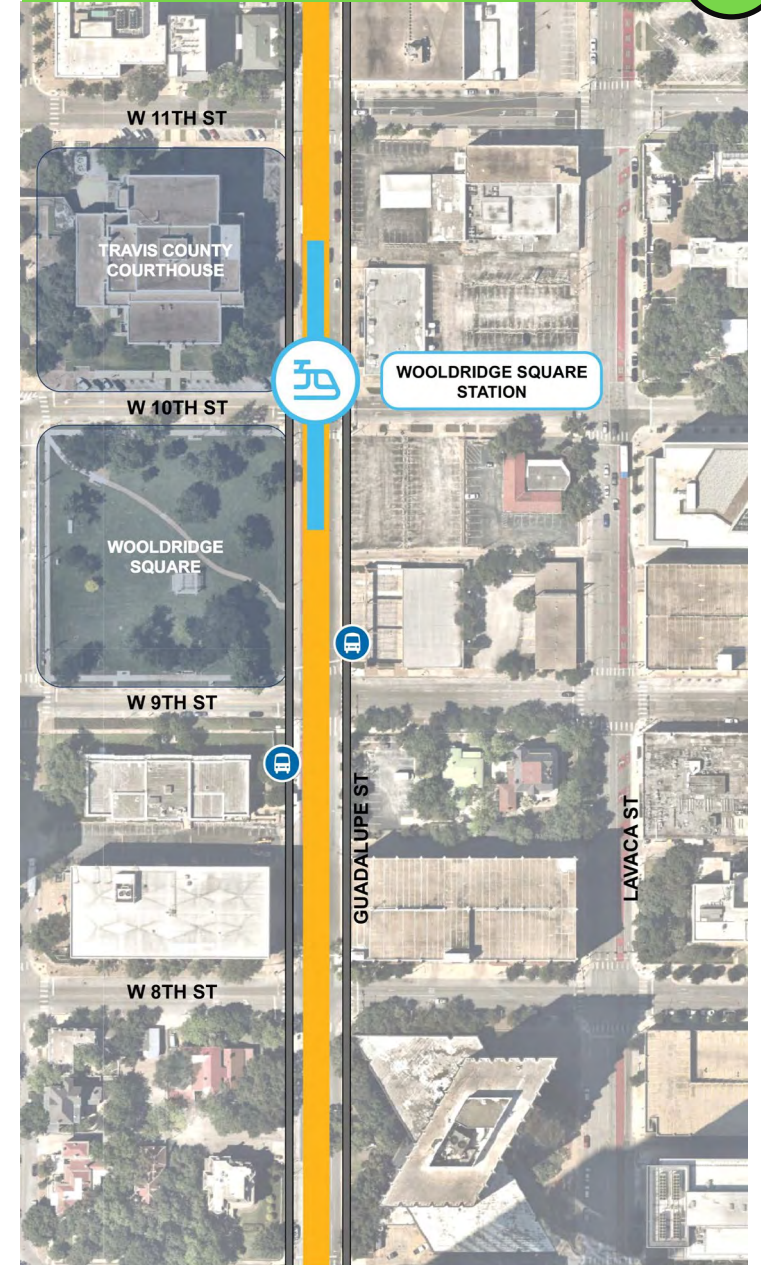 W 11TH ST
TRAVIS COUNTY
COURTHOUSE
WOOLDRIDGE SQUARE
STATION
W 10TH ST
WOOLDRIDGE
SQUARE
W 9TH ST
GUADALUPE ST
LAVACA ST
W 8TH ST